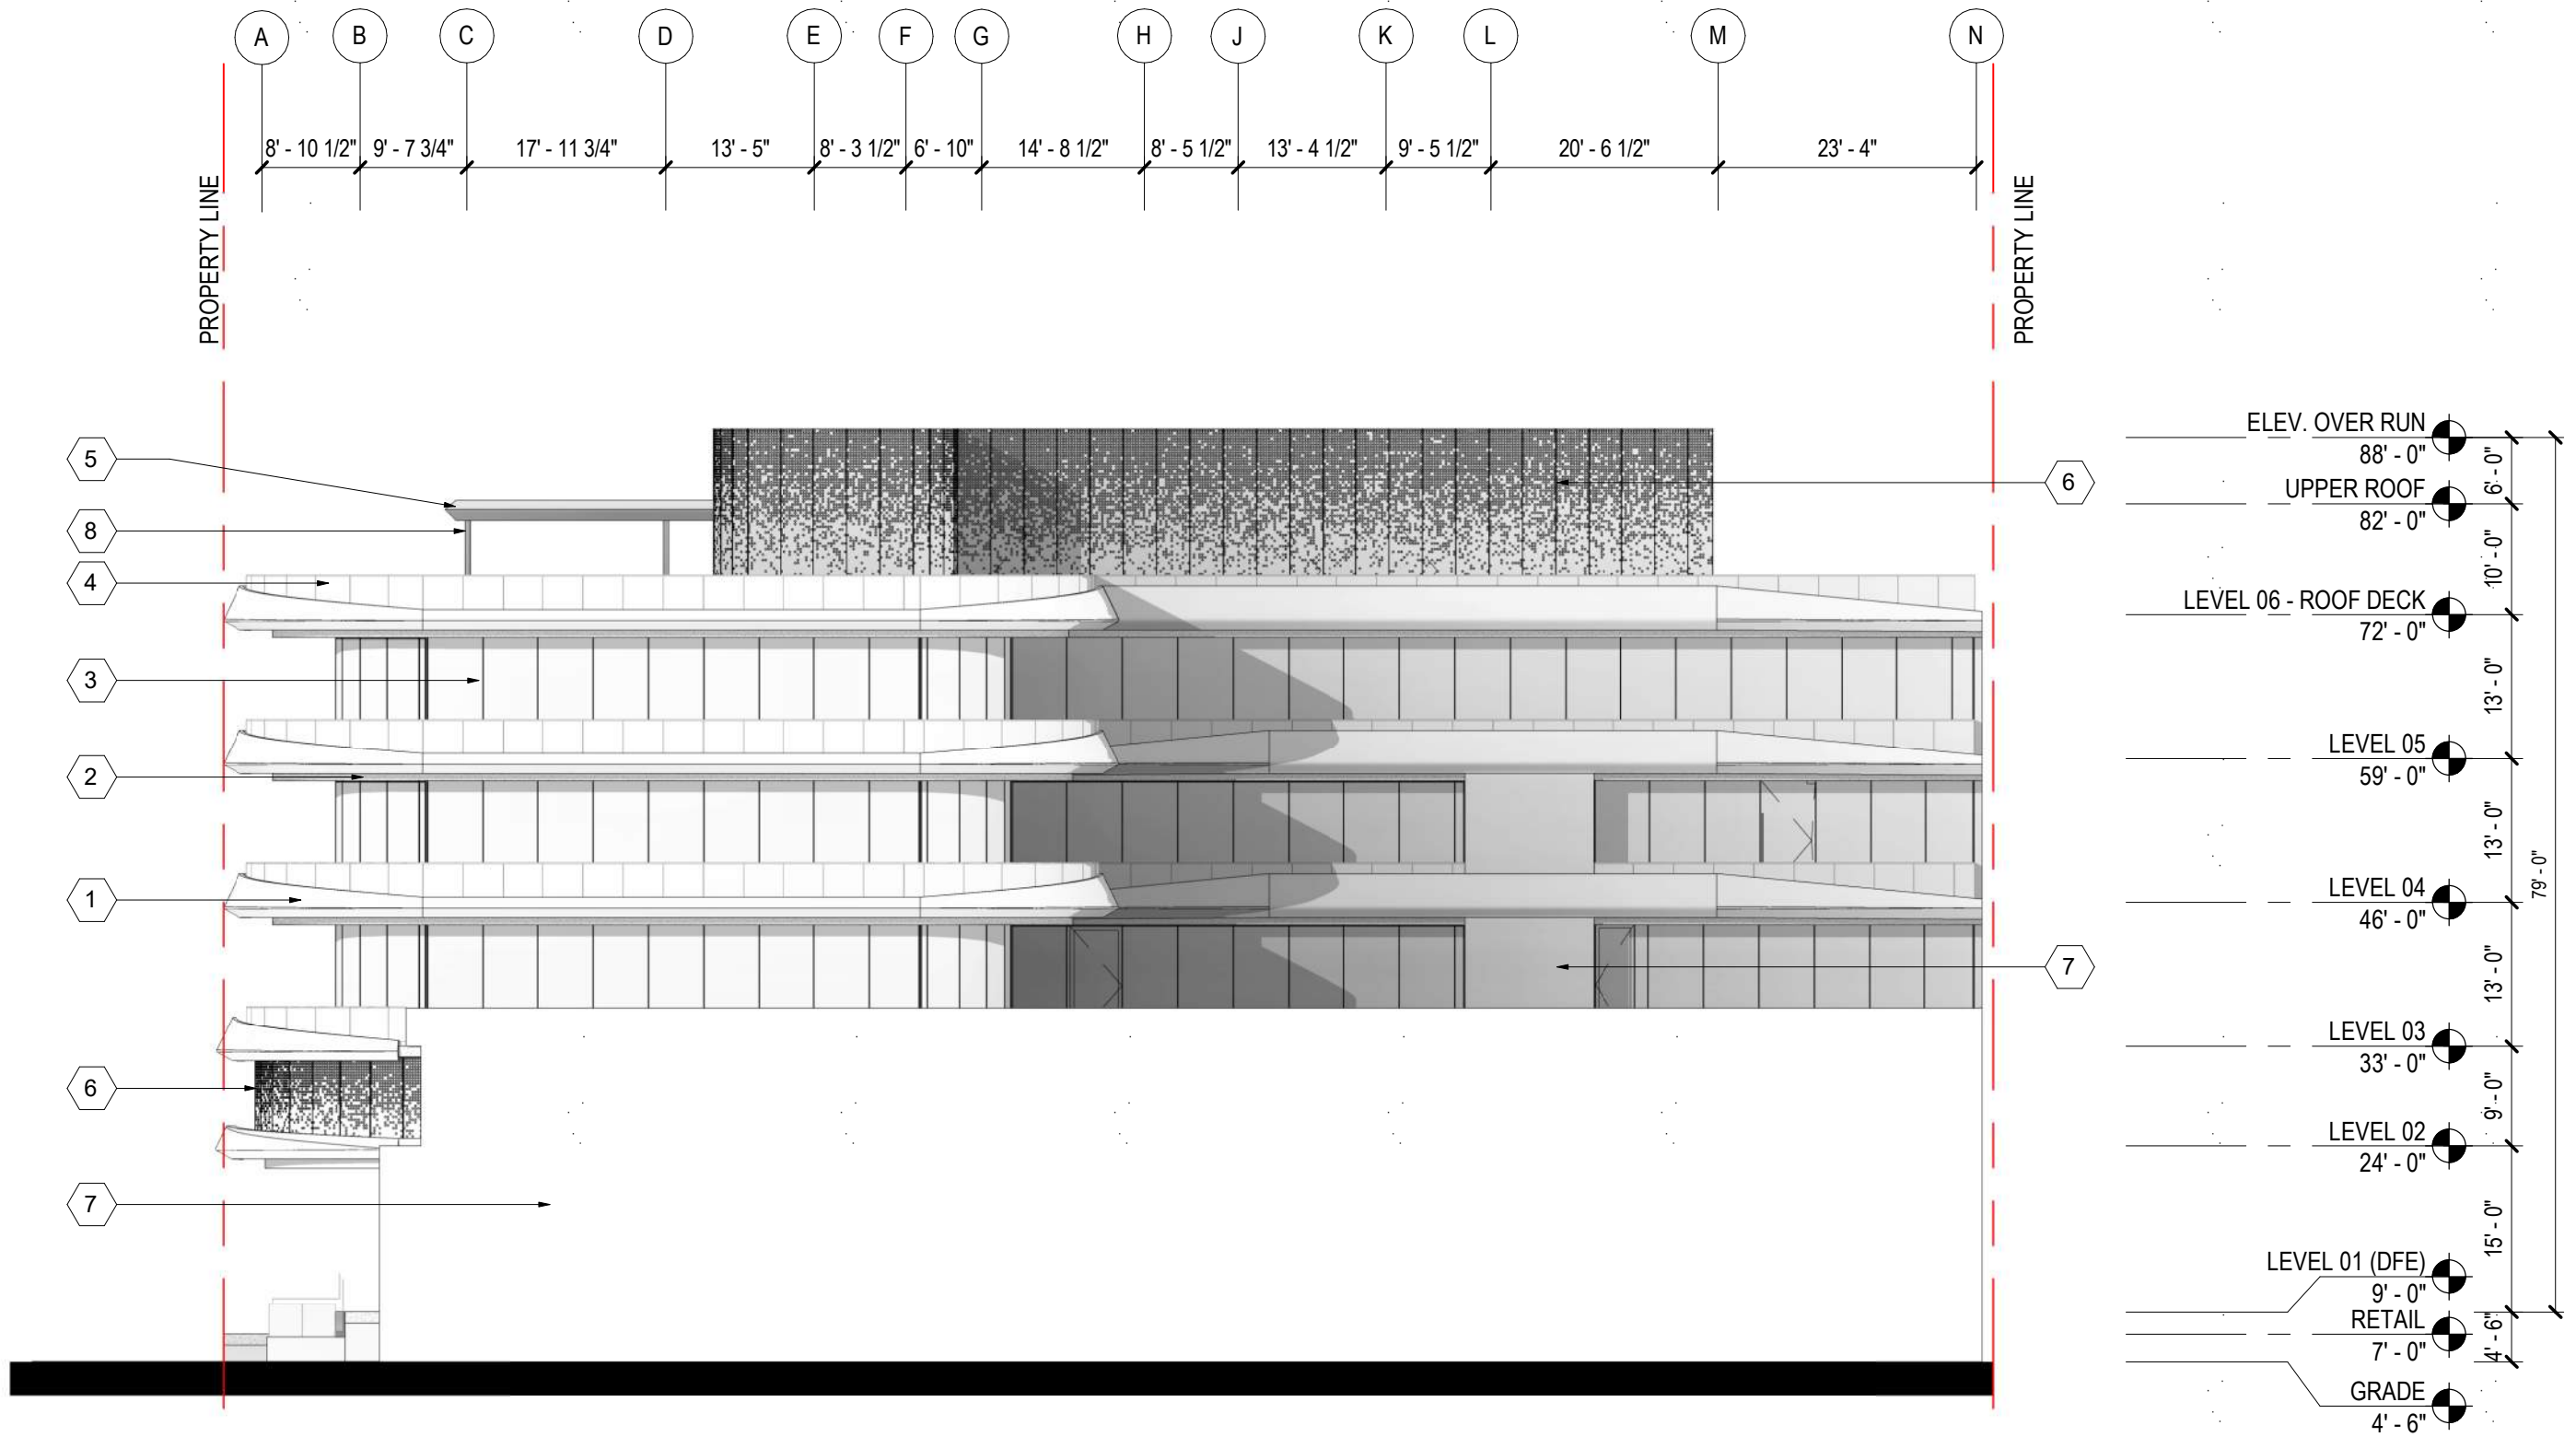 A B C D E F G H J K L M N
8' - 10 1/2" 9' - 7 3/4" 17' - 11 3/4" 13' - 5" 8' - 3 1/2" 6' - 10" 14' - 8 1/2" 8' - 5 1/2" 13' - 4 1/2" 9' - 5 1/2" 20' - 6 1/2" 23' - 4"
PROPERTY LINE
PROPERTY LINE
5
8
4
3
2
1
6
7
6
7
ELEV. OVER RUN
88' - 0"
UPPER ROOF
82' - 0"
LEVEL 06 - ROOF DECK
72' - 0"
LEVEL 05
59' - 0"
LEVEL 04
46' - 0"
LEVEL 03
33' - 0"
LEVEL 02
24' - 0"
LEVEL 01 (DFE)
9' - 0"
RETAIL
7' - 0"
GRADE
4' - 6"
6' - 0"
10' - 0"
13' - 0"
13' - 0"
13' - 0"
9' - 0"
15' - 0"
4' - 6"
79' - 0"